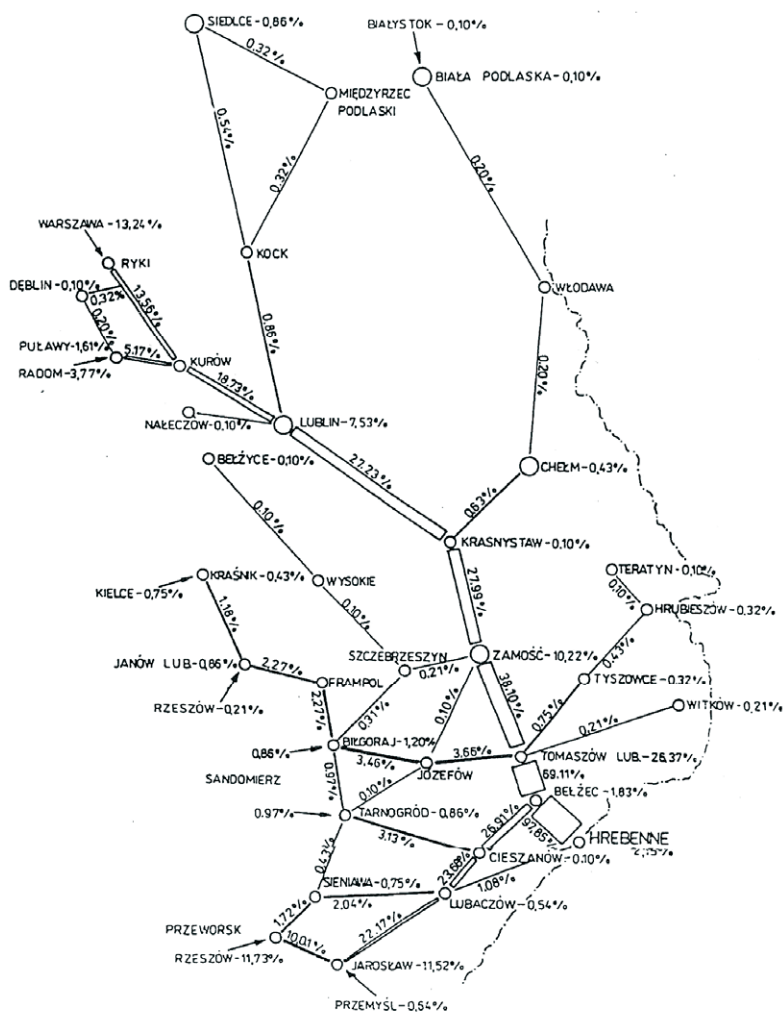 SIEDLCE-0,86%
BIAŁYSTOK-0,10%
0.32%
BIAŁA PODLASKA-0,10%
MIĘDZYRZEC
PODLASKI
0.54%
0.32%
0.20%
WARSZAWA-13,24%
KOCK
RYKI
DĘBLIN-0,10%
0,32%
13.56%
WŁODAWA
0.20%
0.86%
PUŁAWY-1,61%
5.17%
KURÓW
RADOM-3,77%
18.73%
0.20%
NAŁECZÓW-0,10%
LUBLIN-7,53%
BEŁŻYCE-0,10%
27.23%
CHEŁM-0,43%
0.63%
0.10%
KRASNYSTAW-0,10%
KRAŚNIK-0,43%
WYSOKIE
27.99%
TERATYN-0,10%
KIELCE-0,75%
0.10%
HRUBIESZÓW-0,32%
1.18%
0.10%
SZCZEBRZESZYN
ZAMOŚĆ-10,22%
0.43%
JANÓW LUB-0,86%
2.27%
0.21%
TYSZOWCE-0.32%
FRAMPOL
38.10%
RZESZÓW-0,21%
2.27%
0.31%
0.10%
0.75%
0.21%
WITKÓW-0,21%
0,86%
BIŁGORAJ-1,20%
3.46%
3.66%
TOMASZÓW LUB.-26,37%
JÓZEFÓW
69.11%
SANDOMIERZ
0.97%
0.10%
BEŁŻEC-1,83%
0.97%
TARNOGRÓD-0,86%
26.91%
97.85%
HREBENNE
3.13%
CIESZANÓW-0.10%
0.43%
23.68%
1.08%
SIENIAWA-0,75%
2.04%
LUBACZÓW-0,54%
1.72%
PRZEWORSK
22.17%
10.01%
RZESZÓW-11,73%
JAROSŁAW-11,52%
PRZEMYŚL-0,64%